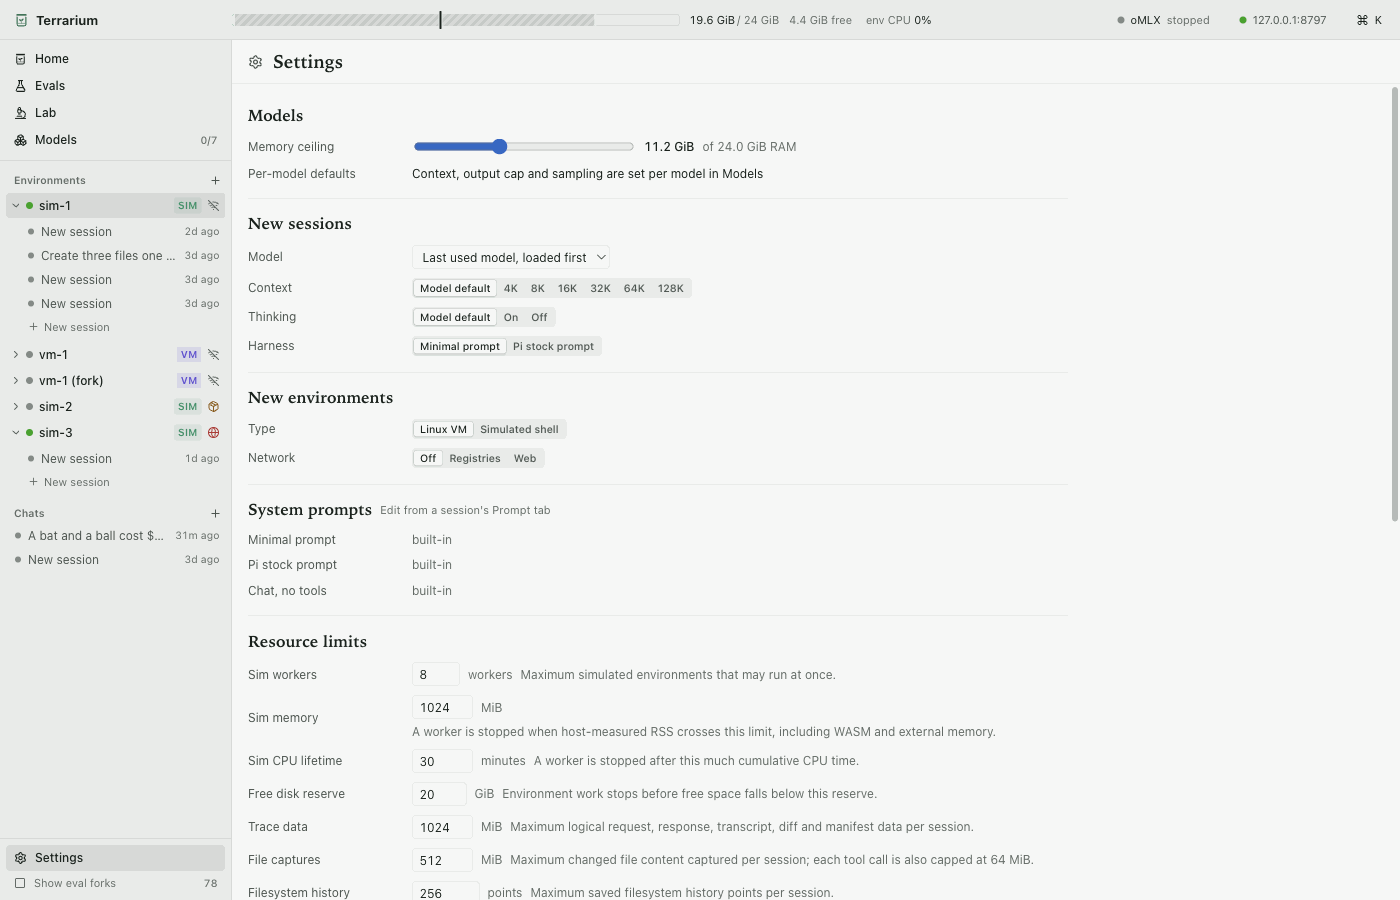 Terrarium
19.6 GiB / 24 GiB 4.4 GiB free env CPU 0%
oMLX stopped
127.0.0.1:8797
⌘ K
Home
Evals
Lab
Models 0/7
Environments +
sim-1 SIM
New session 2d ago
Create three files one ... 3d ago
New session 3d ago
New session 3d ago
+ New session
vm-1 VM
vm-1 (fork) VM
sim-2 SIM
sim-3 SIM
New session 1d ago
+ New session
Chats +
A bat and a ball cost $... 31m ago
New session 3d ago
Settings
Show eval forks 78
Settings
Models
Memory ceiling 11.2 GiB of 24.0 GiB RAM
Per-model defaults Context, output cap and sampling are set per model in Models
New sessions
Model Last used model, loaded first
Context Model default 4K 8K 16K 32K 64K 128K
Thinking Model default On Off
Harness Minimal prompt Pi stock prompt
New environments
Type Linux VM Simulated shell
Network Off Registries Web
System prompts Edit from a session's Prompt tab
Minimal prompt built-in
Pi stock prompt built-in
Chat, no tools built-in
Resource limits
Sim workers 8 workers Maximum simulated environments that may run at once.
Sim memory 1024 MiB
A worker is stopped when host-measured RSS crosses this limit, including WASM and external memory.
Sim CPU lifetime 30 minutes A worker is stopped after this much cumulative CPU time.
Free disk reserve 20 GiB Environment work stops before free space falls below this reserve.
Trace data 1024 MiB Maximum logical request, response, transcript, diff and manifest data per session.
File captures 512 MiB Maximum changed file content captured per session; each tool call is also capped at 64 MiB.
Filesystem history 256 points Maximum saved filesystem history points per session.